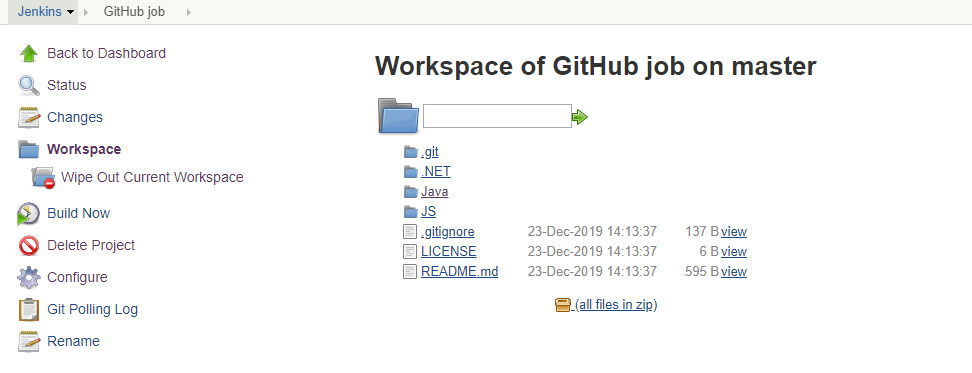 Jenkins GitHub job
Back to Dashboard
Status
Changes
Workspace
Wipe Out Current Workspace
Build Now
Delete Project
Configure
Git Polling Log
Rename
Workspace of GitHub job on master
.git
.NET
Java
JS
.gitignore 23-Dec-2019 14:13:37 137 B view
LICENSE 23-Dec-2019 14:13:37 6 B view
README.md 23-Dec-2019 14:13:37 595 B view
(all files in zip)